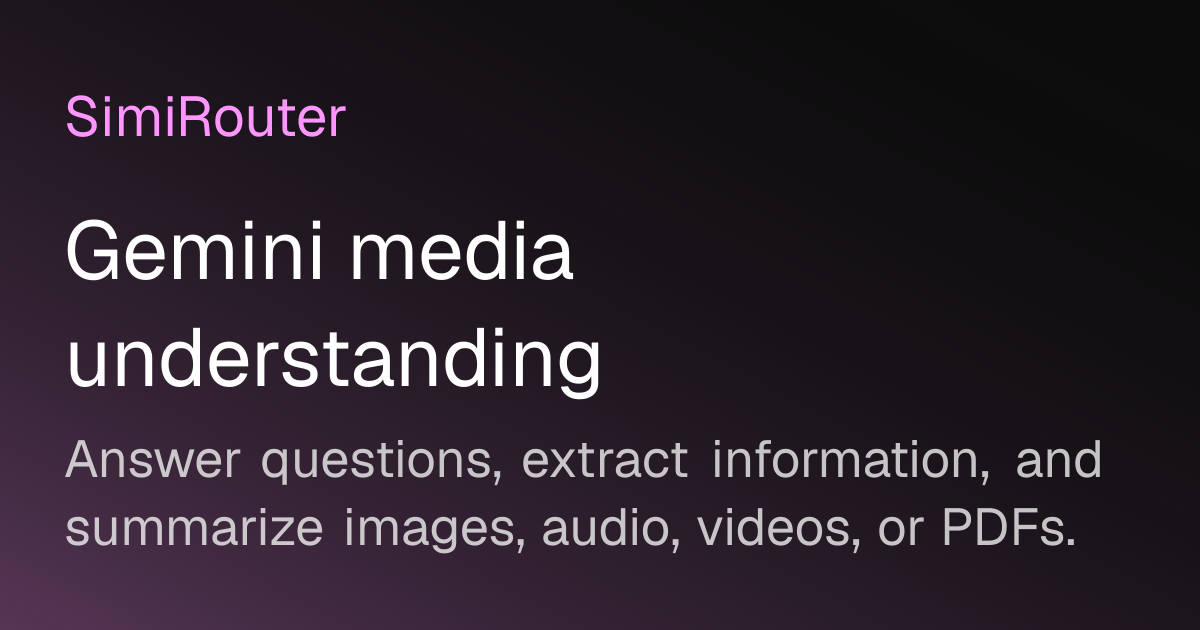 SimiRouter
Gemini media
understanding
Answer questions, extract information, and
summarize images, audio, videos, or PDFs.